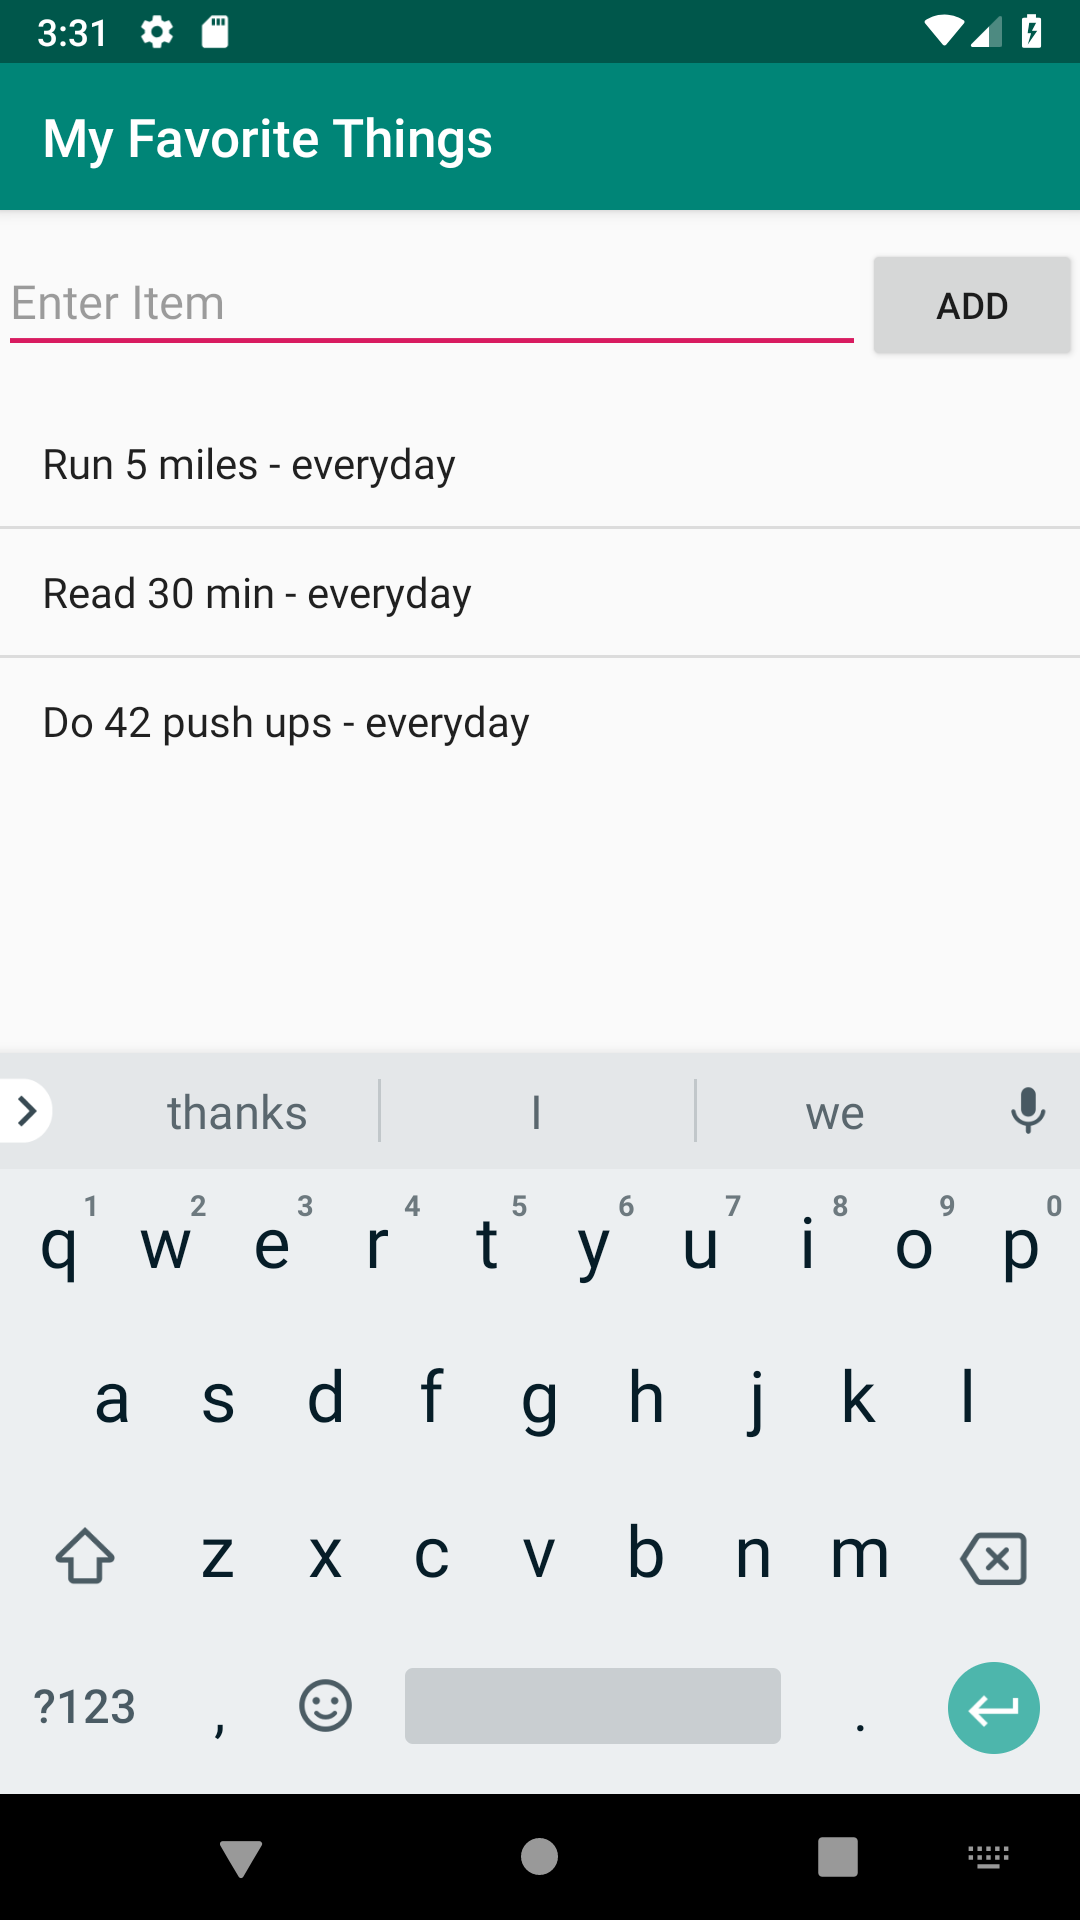 3:31
My Favorite Things
Enter Item
ADD
Run 5 miles - everyday
Read 30 min - everyday
Do 42 push ups - everyday
thanks I we
1 2 3 4 5 6 7 8 9 0
q w e r t y u i o p
a s d f g h j k l
z x c v b n m
?123 , .